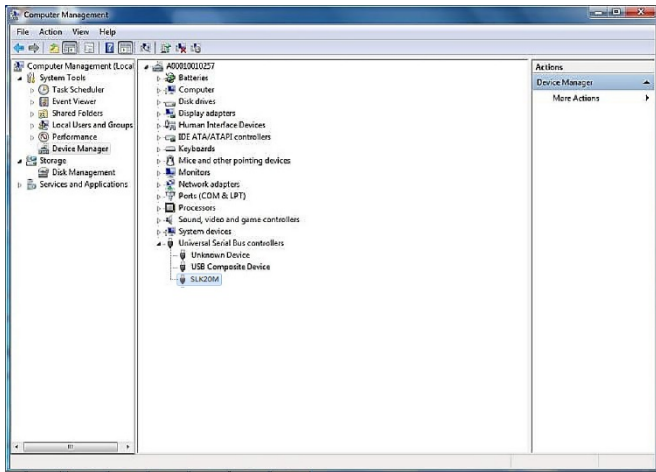 Computer Management
File Action View Help
Computer Management (Local
System Tools
Task Scheduler
Event Viewer
Shared Folders
Local Users and Groups
Performance
Device Manager
Storage
Disk Management
Services and Applications
A00010010257
Batteries
Computer
Disk drives
Display adapters
Human Interface Devices
IDE ATA/ATAPI controllers
Keyboards
Mice and other pointing devices
Monitors
Network adapters
Ports (COM & LPT)
Processors
Sound, video and game controllers
System devices
Universal Serial Bus controllers
Unknown Device
USB Composite Device
SLK20M
Actions
Device Manager
More Actions